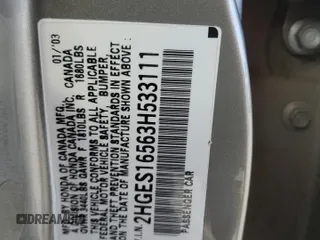 MFD. BY HONDA OF CANADA MFG.
A DIVISION OF HONDA CANADA INC. CANADA 01/'03
GAWR F 1810LBS R 1680LBS
THIS VEHICLE CONFORMS TO ALL APPLICABLE
FEDERAL MOTOR VEHICLE SAFETY, BUMPER,
AND THEFT PREVENTION STANDARDS IN EFFECT
ON THE DATE OF MANUFACTURE SHOWN ABOVE.
V.I.N. 2HGES16563H533111
PASSENGER CAR
DREAMBID